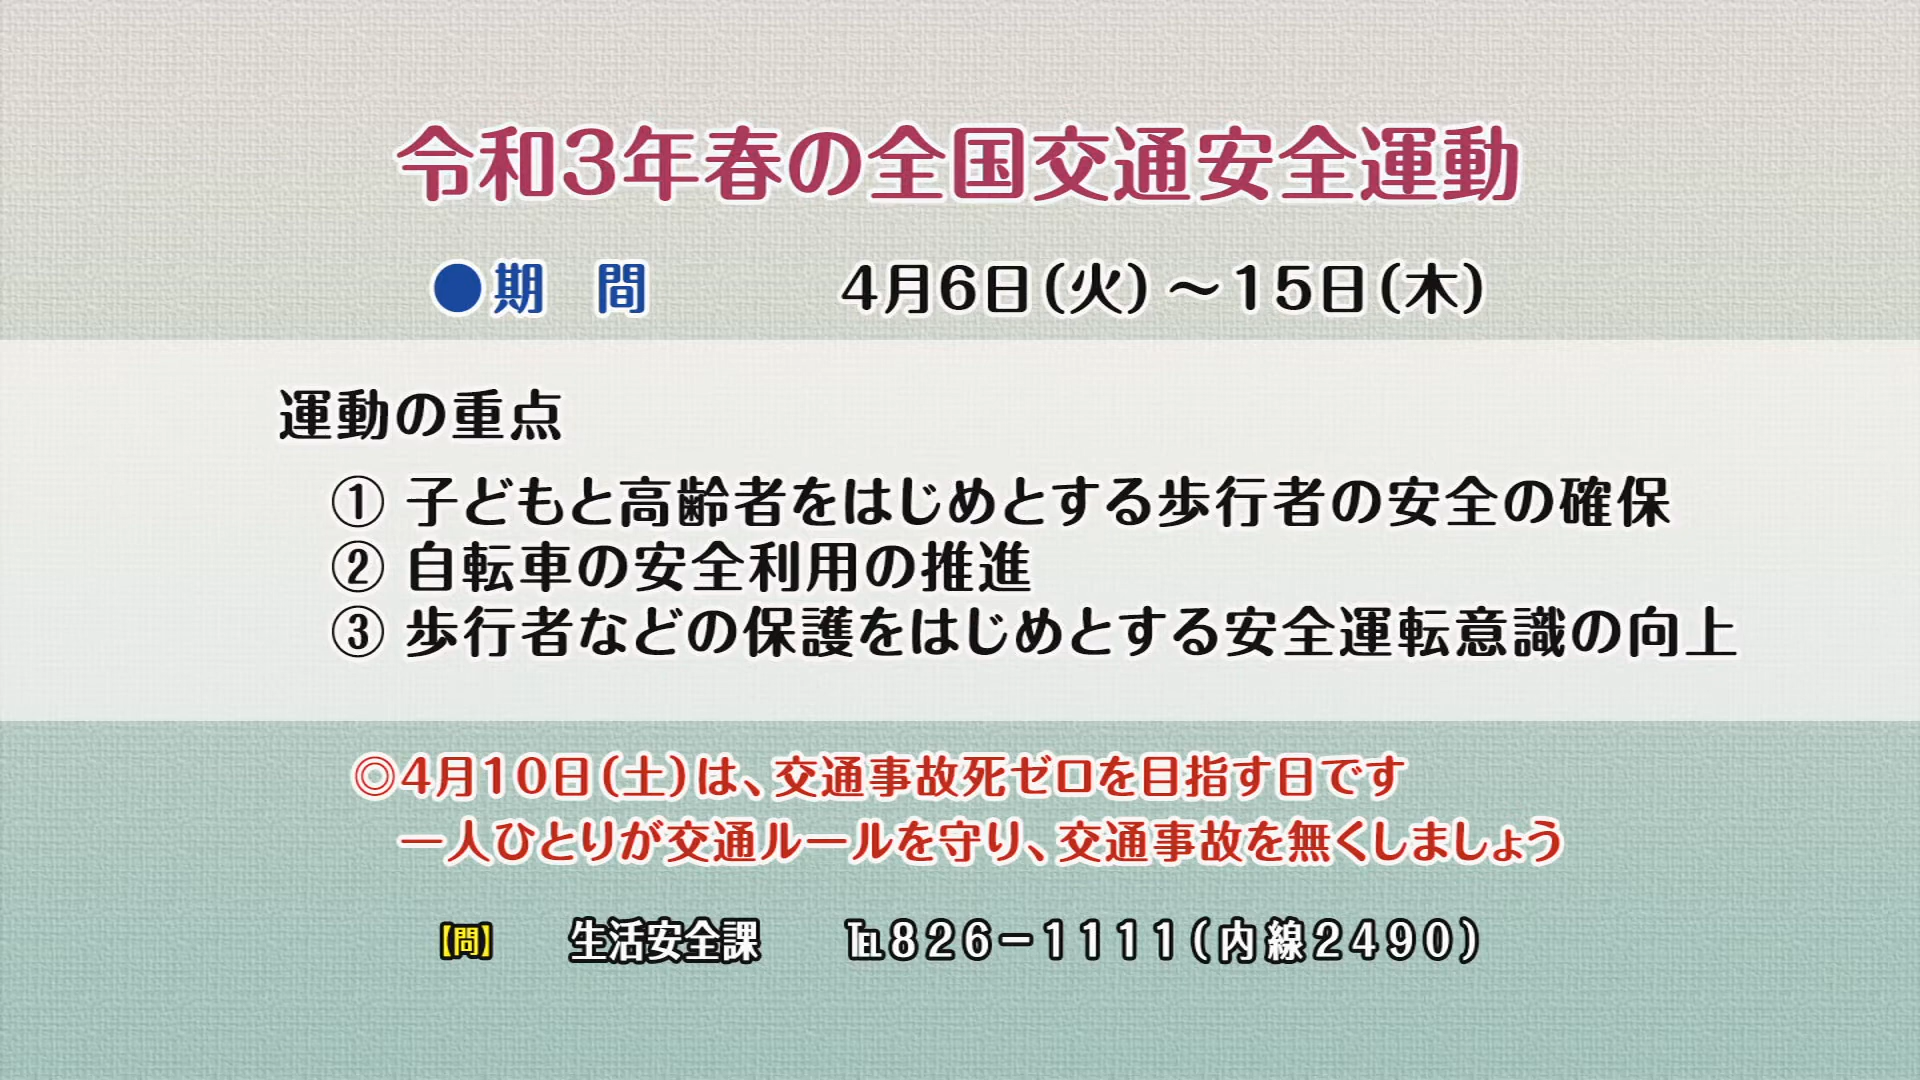 令和3年春の全国交通安全運動
●期　間　4月6日(火)～15日(木)
運動の重点
① 子どもと高齢者をはじめとする歩行者の安全の確保
② 自転車の安全利用の推進
③ 歩行者などの保護をはじめとする安全運転意識の向上
◎4月10日(土)は、交通事故死ゼロを目指す日です
一人ひとりが交通ルールを守り、交通事故を無くしましょう
【問】　生活安全課　℡826－1111(内線2490)